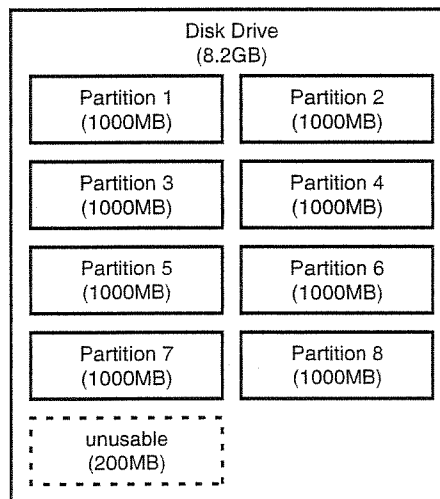 Disk Drive
(8.2GB)
Partition 1
(1000MB)
Partition 2
(1000MB)
Partition 3
(1000MB)
Partition 4
(1000MB)
Partition 5
(1000MB)
Partition 6
(1000MB)
Partition 7
(1000MB)
Partition 8
(1000MB)
unusable
(200MB)